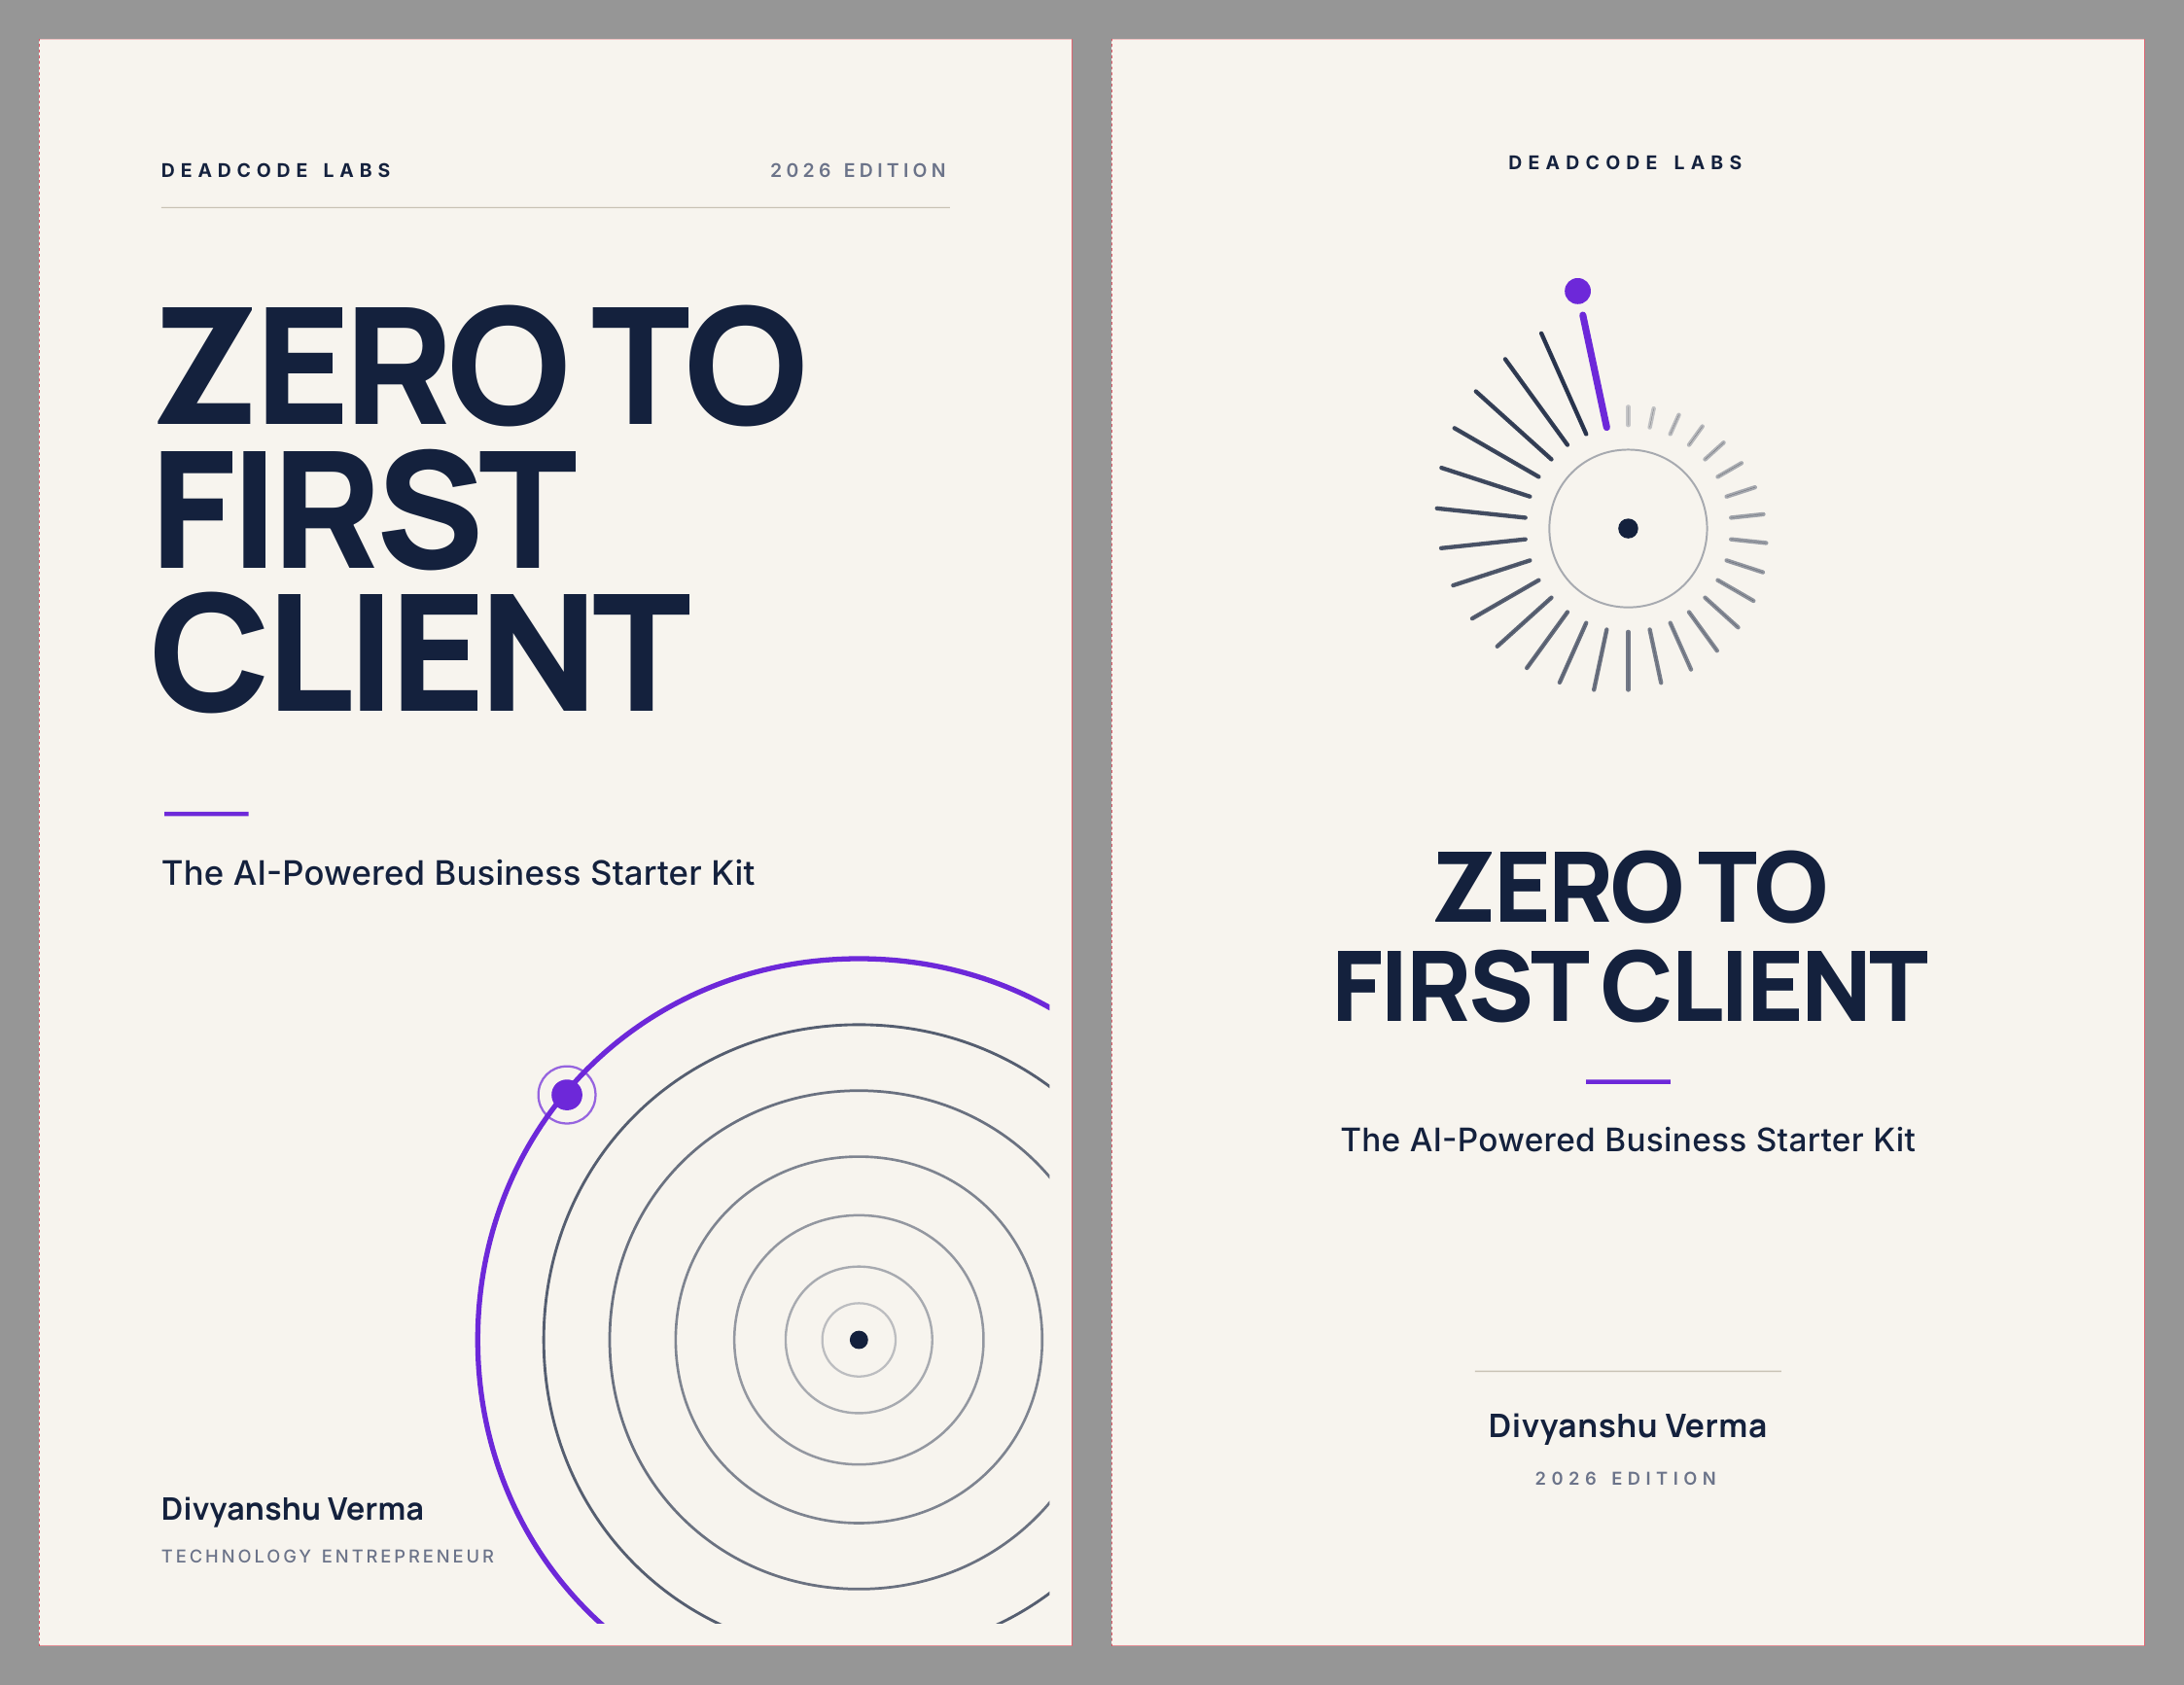 DEADCODE LABS
2026 EDITION
ZERO TO
FIRST
CLIENT
The AI-Powered Business Starter Kit
Divyanshu Verma
TECHNOLOGY ENTREPRENEUR
DEADCODE LABS
ZERO TO
FIRST CLIENT
The AI-Powered Business Starter Kit
Divyanshu Verma
2026 EDITION